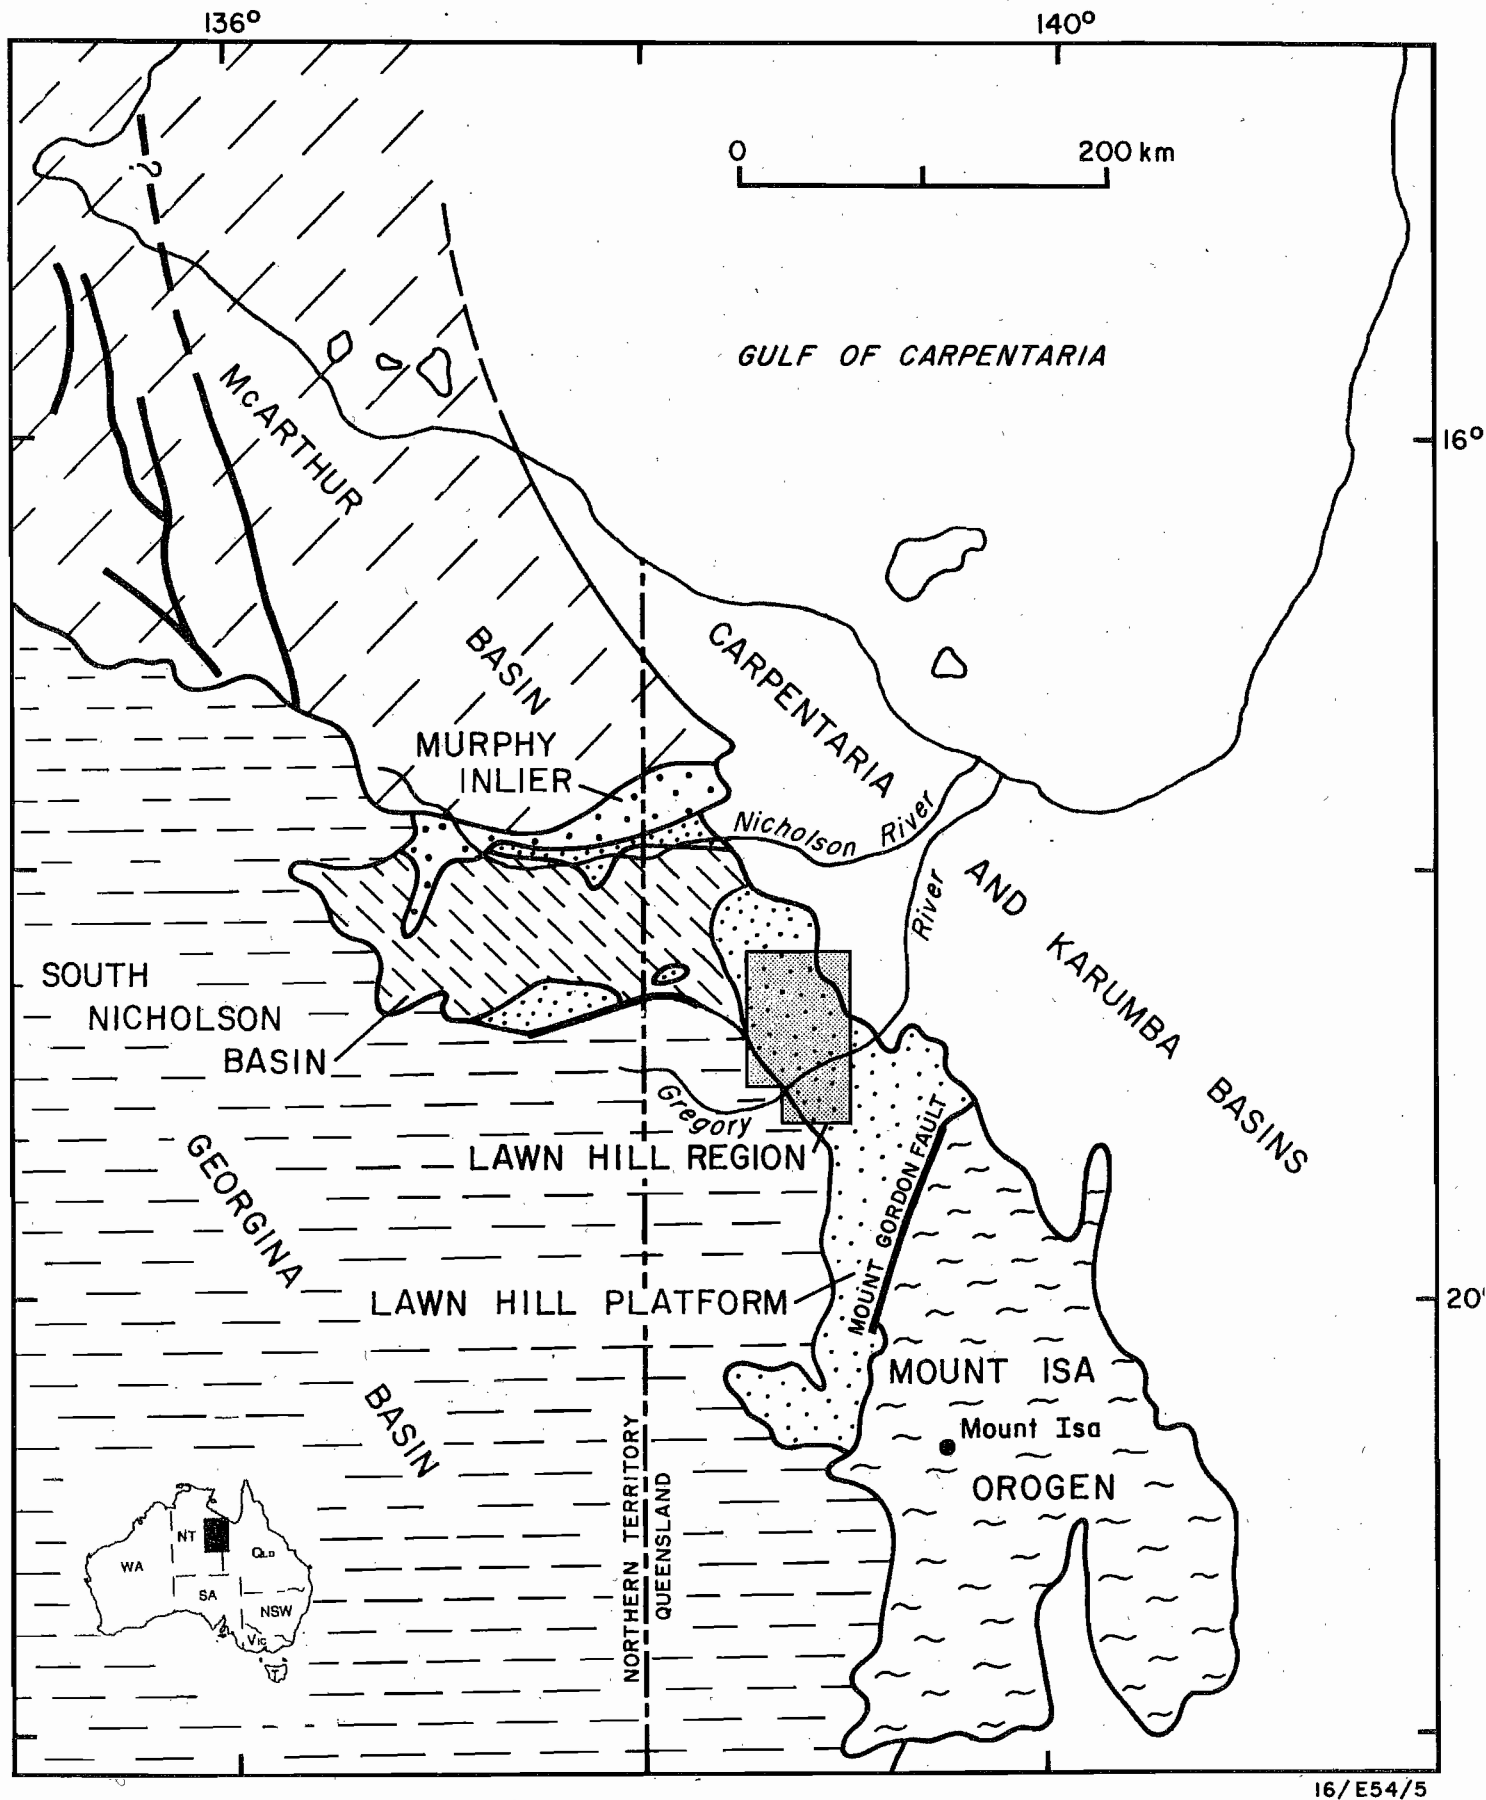 136°
140°
0
200 km
?
GULF OF CARPENTARIA
McARTHUR
16°
BASIN
CARPENTARIA
MURPHY
INLIER
Nicholson River
River
AND KARUMBA BASINS
SOUTH
NICHOLSON
BASIN
Gregory
LAWN HILL REGION
GEORGINA
MOUNT GORDON FAULT
LAWN HILL PLATFORM
20°
MOUNT ISA
BASIN
Mount Isa
OROGEN
NORTHERN TERRITORY
QUEENSLAND
NT
QLD
WA
SA
NSW
VIC
T
16/E54/5